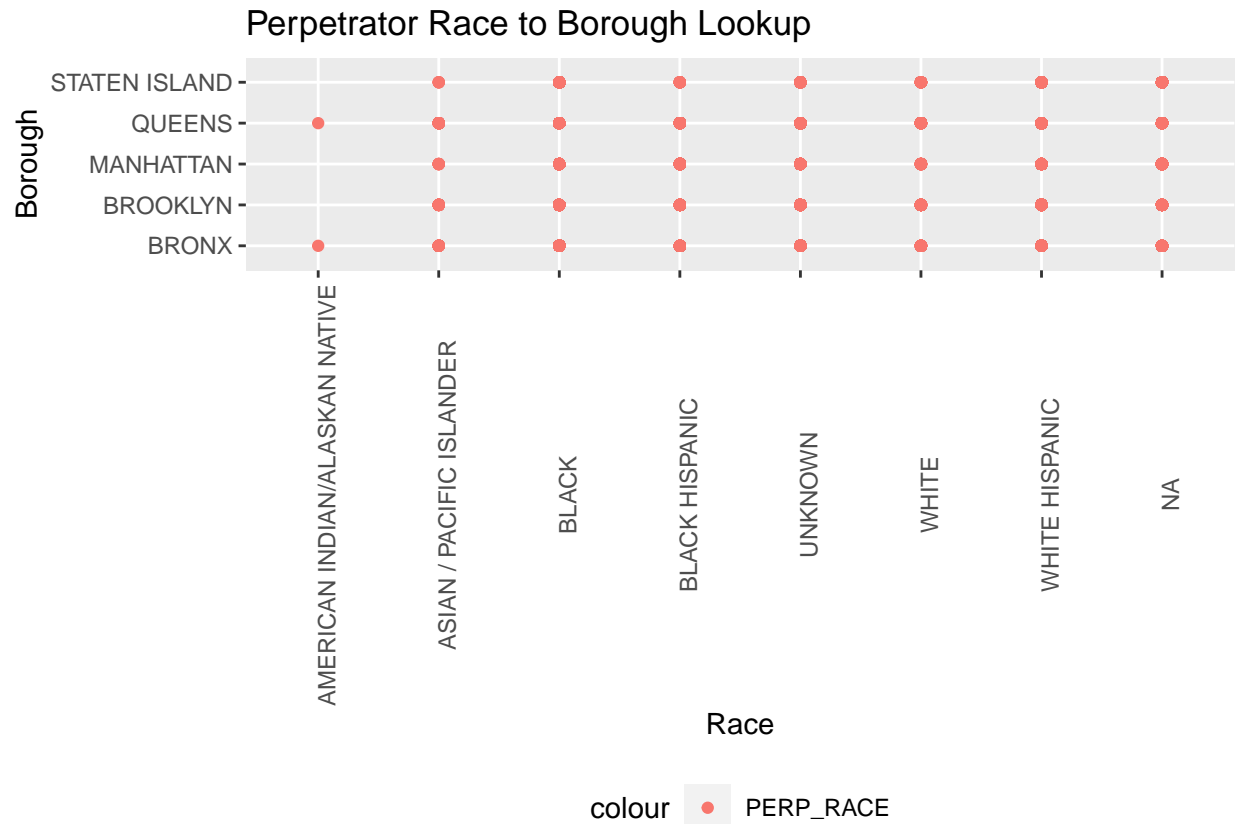 Perpetrator Race to Borough Lookup
STATEN ISLAND
QUEENS
MANHATTAN
BROOKLYN
BRONX
Borough
AMERICAN INDIAN/ALASKAN NATIVE
ASIAN / PACIFIC ISLANDER
BLACK
BLACK HISPANIC
UNKNOWN
WHITE
WHITE HISPANIC
NA
Race
colour PERP_RACE